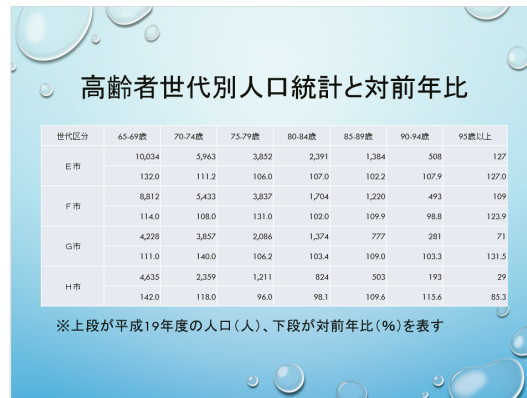 高齢者世代別人口統計と対前年比
世代区分 65-69歳 70-74歳 75-79歳 80-84歳 85-89歳 90-94歳 95歳以上
E市 10,034 5,963 3,852 2,391 1,384 508 127
132.0 111.2 106.0 107.0 102.2 107.9 127.0
F市 8,812 5,433 3,837 1,704 1,220 493 109
114.0 108.0 131.0 102.0 109.9 98.8 123.9
G市 4,228 3,857 2,086 1,374 777 281 71
111.0 140.0 106.2 103.4 109.0 103.3 131.5
H市 4,635 2,359 1,211 824 503 193 29
142.0 118.0 96.0 98.1 109.6 115.6 85.3
※上段が平成19年度の人口(人)、下段が対前年比(%)を表す